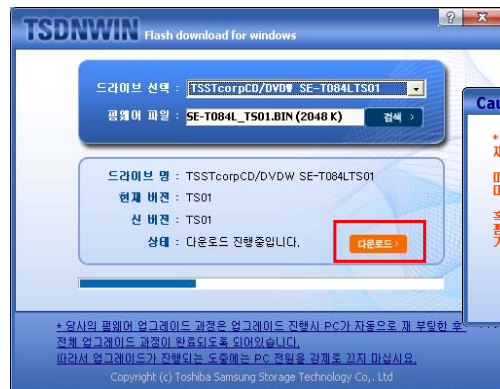 TSDNWIN Flash download for windows
드라이브 선택 : TSSTcorpCD/DVDW SE-T084LTS01
펌웨어 파일 : SE-T084L_TS01.BIN (2048 K) 검색 >
Cau
드라이브 명 : TSSTcorpCD/DVDW SE-T084LTS01
현재 버전 : TS01
신 버전 : TS01
상태 : 다운로드 진행중입니다. 다운로드 >
* 당사의 펌웨어 업그레이드 과정은 업그레이드 진행시 PC가 자동으로 재 부팅한 후
전체 업그레이드 과정이 완료되도록 되어있습니다.
따라서 업그레이드가 진행되는 도중에는 PC 전원을 강제로 끄지 마십시요.
Copyright (c) Toshiba Samsung Storage Technology Co,. Ltd